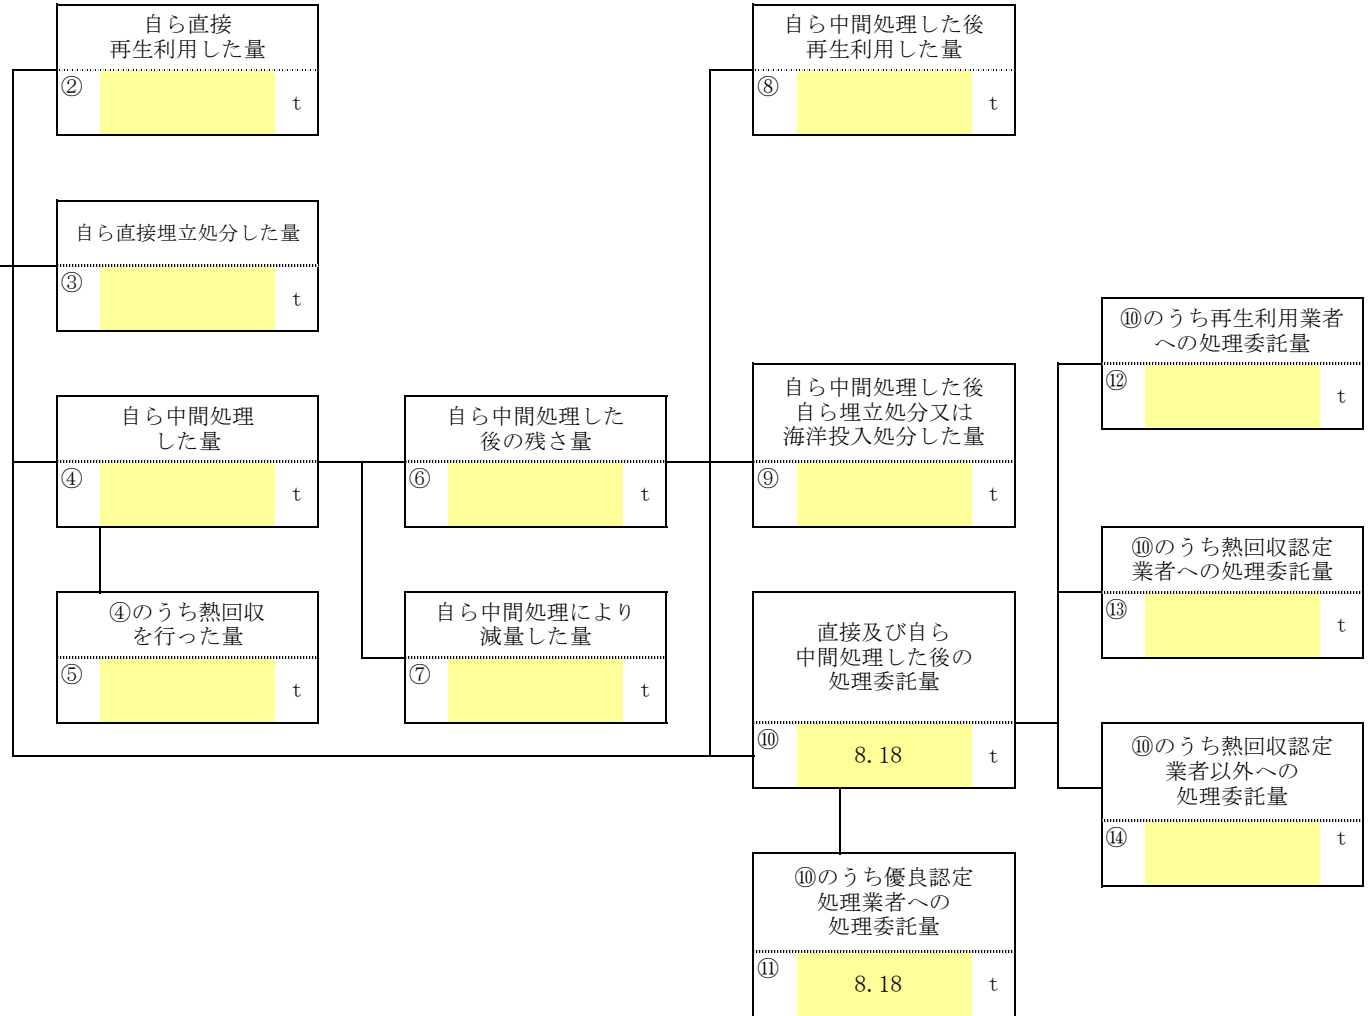 自ら直接
再生利用した量
② t
自ら直接埋立処分した量
③ t
自ら中間処理
した量
④ t
④のうち熱回収
を行った量
⑤ t
自ら中間処理した
後の残さ量
⑥ t
自ら中間処理により
減量した量
⑦ t
自ら中間処理した後
再生利用した量
⑧ t
自ら中間処理した後
自ら埋立処分又は
海洋投入処分した量
⑨ t
直接及び自ら
中間処理した後の
処理委託量
⑩ 8.18 t
⑩のうち優良認定
処理業者への
処理委託量
⑪ 8.18 t
⑩のうち再生利用業者
への処理委託量
⑫ t
⑩のうち熱回収認定
業者への処理委託量
⑬ t
⑩のうち熱回収認定
業者以外への
処理委託量
⑭ t